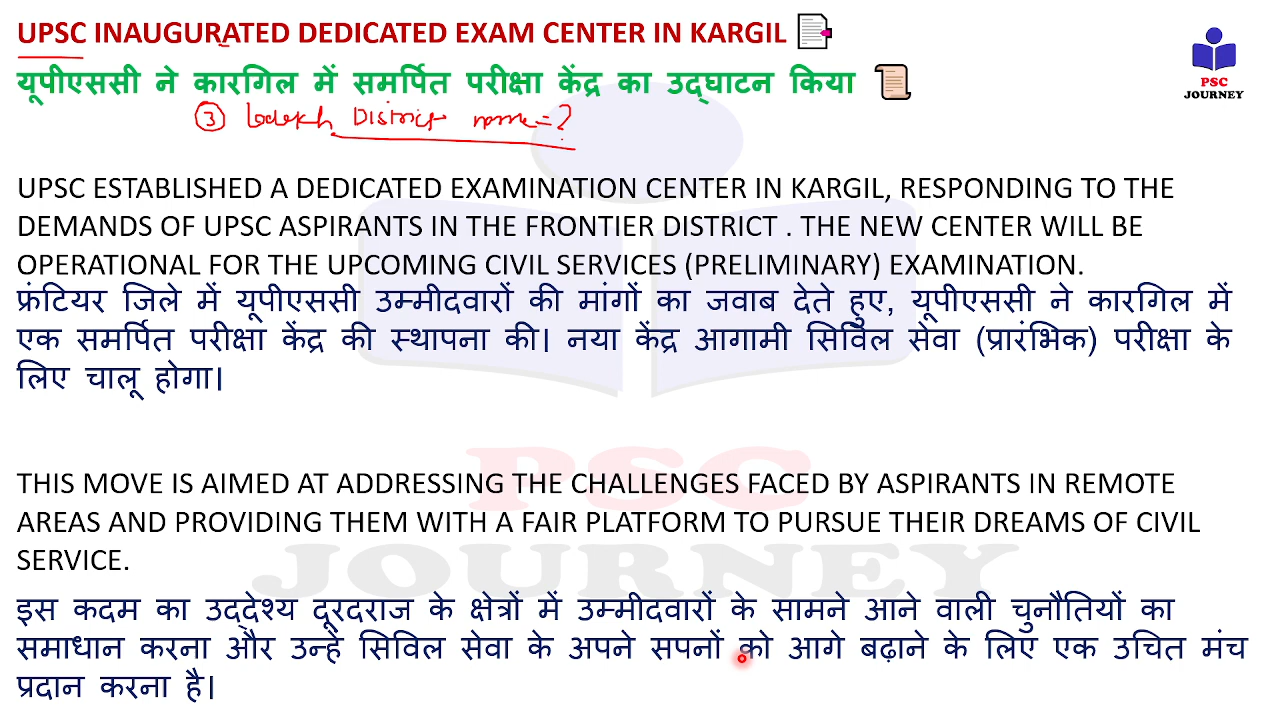 UPSC INAUGURATED DEDICATED EXAM CENTER IN KARGIL
यूपीएससी ने कारगिल में समर्पित परीक्षा केंद्र का उद्घाटन किया
PSC
JOURNEY
③ Ladakh District name=?
UPSC ESTABLISHED A DEDICATED EXAMINATION CENTER IN KARGIL, RESPONDING TO THE
DEMANDS OF UPSC ASPIRANTS IN THE FRONTIER DISTRICT . THE NEW CENTER WILL BE
OPERATIONAL FOR THE UPCOMING CIVIL SERVICES (PRELIMINARY) EXAMINATION.
फ्रंटियर जिले में यूपीएससी उम्मीदवारों की मांगों का जवाब देते हुए, यूपीएससी ने कारगिल में
एक समर्पित परीक्षा केंद्र की स्थापना की। नया केंद्र आगामी सिविल सेवा (प्रारंभिक) परीक्षा के
लिए चालू होगा।
PSC
THIS MOVE IS AIMED AT ADDRESSING THE CHALLENGES FACED BY ASPIRANTS IN REMOTE
AREAS AND PROVIDING THEM WITH A FAIR PLATFORM TO PURSUE THEIR DREAMS OF CIVIL
SERVICE.
JOURNEY
इस कदम का उद्देश्य दूरदराज के क्षेत्रों में उम्मीदवारों के सामने आने वाली चुनौतियों का
समाधान करना और उन्हें सिविल सेवा के अपने सपनों को आगे बढ़ाने के लिए एक उचित मंच
प्रदान करना है।